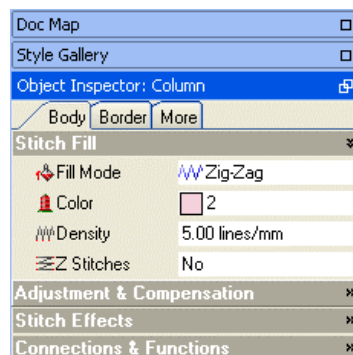 Doc Map
Style Gallery
Object Inspector: Column
Body Border More
Stitch Fill
Fill Mode Zig-Zag
Color 2
Density 5.00 lines/mm
Z Stitches No
Adjustment & Compensation
Stitch Effects
Connections & Functions